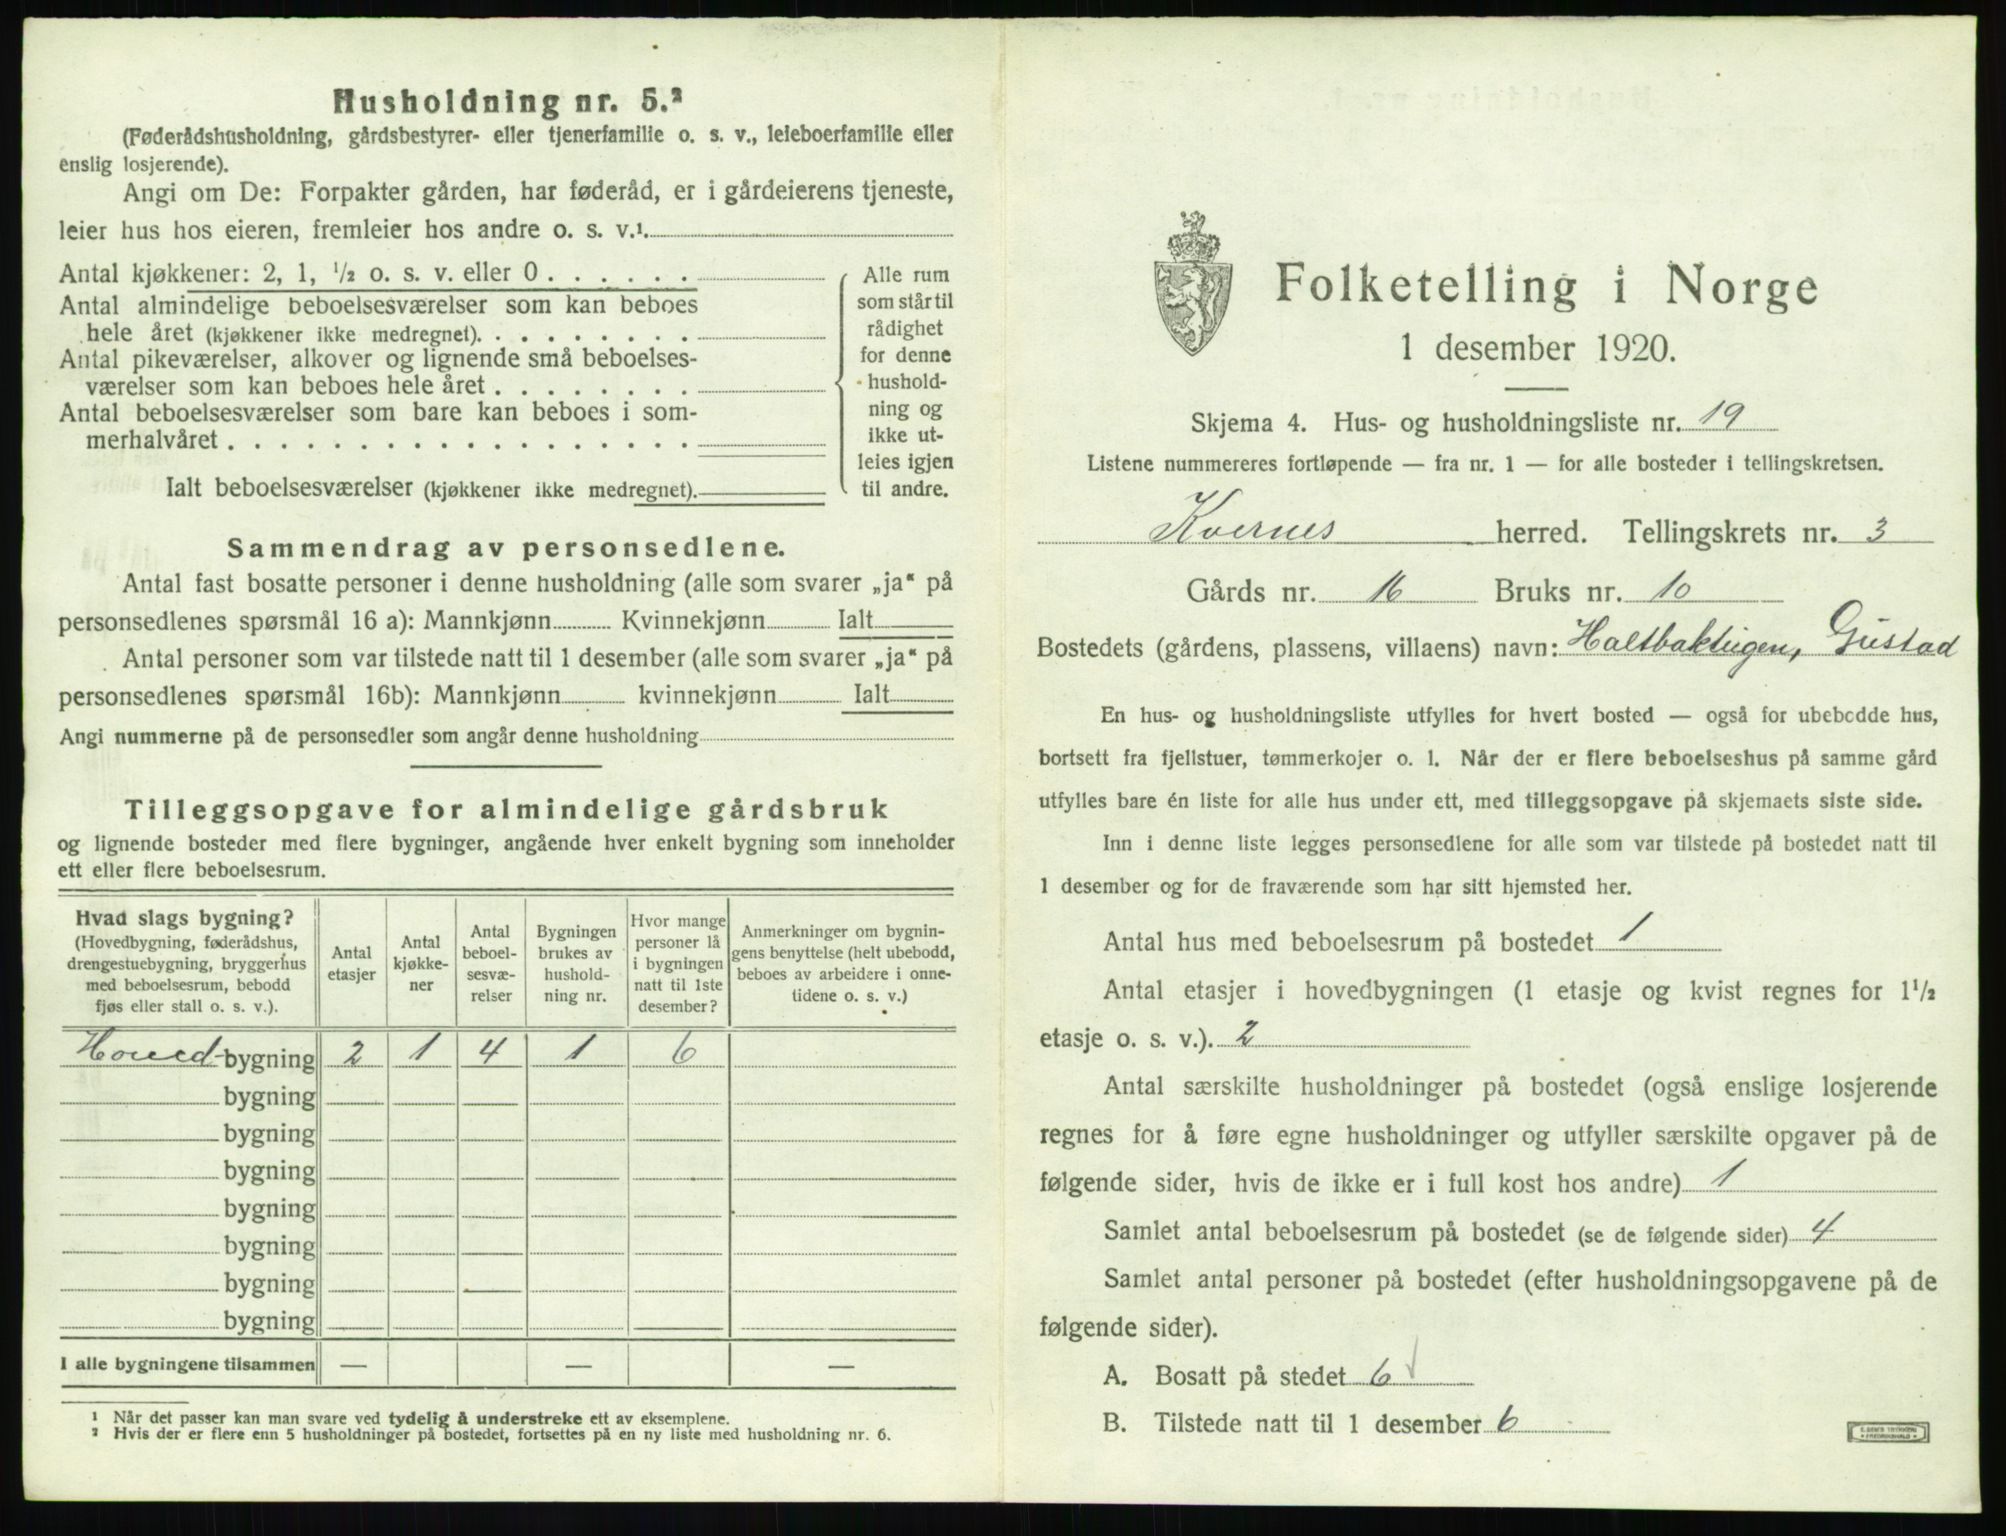 Husholdning nr. 5.²
(Føderådshusholdning, gårdsbestyrer- eller tjenerfamilie o. s. v., leieboerfamilie eller
enslig losjerende).
Angi om De: Forpakter gården, har føderåd, er i gårdeierens tjeneste,
leier hus hos eieren, fremleier hos andre o. s. v.¹
Antal kjøkkener: 2, 1, ½ o. s. v. eller 0 . . . . . .
Antal almindelige beboelsesværelser som kan beboes
hele året (kjøkkener ikke medregnet). . . . . . . . .
Antal pikeværelser, alkover og lignende små beboelses-
værelser som kan beboes hele året . . . . . . . .
Antal beboelsesværelser som bare kan beboes i som-
merhalvåret . . . . . . . . . . . . . . . . . .
Ialt beboelsesværelser (kjøkkener ikke medregnet).
Alle rum
som står til
rådighet
for denne
hushold-
ning og
ikke ut-
leies igjen
til andre.
Sammendrag av personsedlene.
Antal fast bosatte personer i denne husholdning (alle som svarer „ja“ på
personsedlenes spørsmål 16 a): Mannkjønn Kvinnekjønn Ialt
Antal personer som var tilstede natt til 1 desember (alle som svarer „ja“ på
personsedlenes spørsmål 16b): Mannkjønn kvinnekjønn Ialt
Angi nummerne på de personsedler som angår denne husholdning
Tilleggsopgave for almindelige gårdsbruk
og lignende bosteder med flere bygninger, angående hver enkelt bygning som inneholder
ett eller flere beboelsesrum.
Hvad slags bygning?
(Hovedbygning, føderådshus,
drengestuebygning, bryggerhus
med beboelsesrum, bebodd
fjøs eller stall o. s. v.).
Antal
etasjer
Antal
kjøkke-
ner
Antal
beboel-
sesvæ-
relser
Bygningen
brukes av
hushold-
ning nr.
Hvor mange
personer lå
i bygningen
natt til 1ste
desember?
Anmerkninger om bygnin-
gens benyttelse (helt ubebodd,
beboes av arbeidere i onne-
tidene o. s. v.)
Hoved-bygning 2 1 4 1 6
bygning
bygning
bygning
bygning
bygning
bygning
bygning
I alle bygningene tilsammen — — —
¹ Når det passer kan man svare ved tydelig å understreke ett av eksemplene.
² Hvis der er flere enn 5 husholdninger på bostedet, fortsettes på en ny liste med husholdning nr. 6.
Folketelling i Norge
1 desember 1920.
Skjema 4. Hus- og husholdningsliste nr. 19
Listene nummereres fortløpende — fra nr. 1 — for alle bosteder i tellingskretsen.
Kvernes herred. Tellingskrets nr. 3
Gårds nr. 16 Bruks nr. 10
Bostedets (gårdens, plassens, villaens) navn: Gustad
En hus- og husholdningsliste utfylles for hvert bosted — også for ubebodde hus,
bortsett fra fjellstuer, tømmerkojer o. l. Når der er flere beboelseshus på samme gård
utfylles bare én liste for alle hus under ett, med tilleggsopgave på skjemaets siste side.
Inn i denne liste legges personsedlene for alle som var tilstede på bostedet natt til
1 desember og for de fraværende som har sitt hjemsted her.
Antal hus med beboelsesrum på bostedet 1
Antal etasjer i hovedbygningen (1 etasje og kvist regnes for 1½
etasje o. s. v.). 2
Antal særskilte husholdninger på bostedet (også enslige losjerende
regnes for å føre egne husholdninger og utfyller særskilte opgaver på de
følgende sider, hvis de ikke er i full kost hos andre) 1
Samlet antal beboelsesrum på bostedet (se de følgende sider) 4
Samlet antal personer på bostedet (efter husholdningsopgavene på de
følgende sider).
A. Bosatt på stedet 6
B. Tilstede natt til 1 desember 6